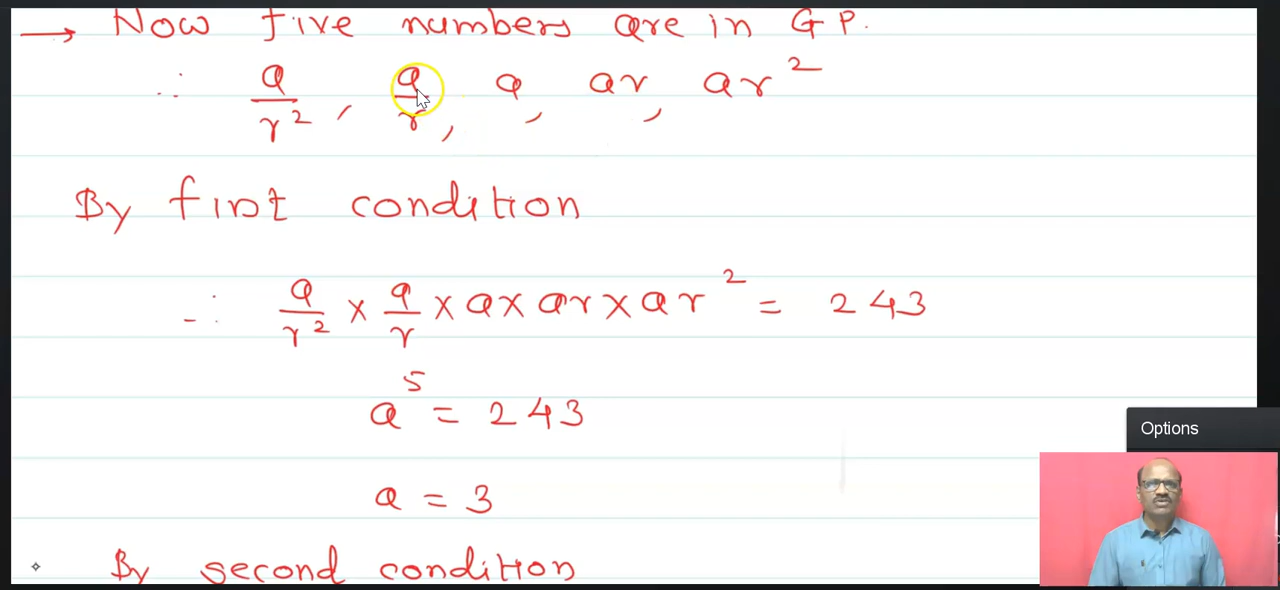 → Now five numbers are in G P.
∴ a/r², a/r, a, ar, ar²
By first condition
∴ a/r² × a/r × a × ar × ar² = 243
a⁵ = 243
a = 3
By second condition
Options